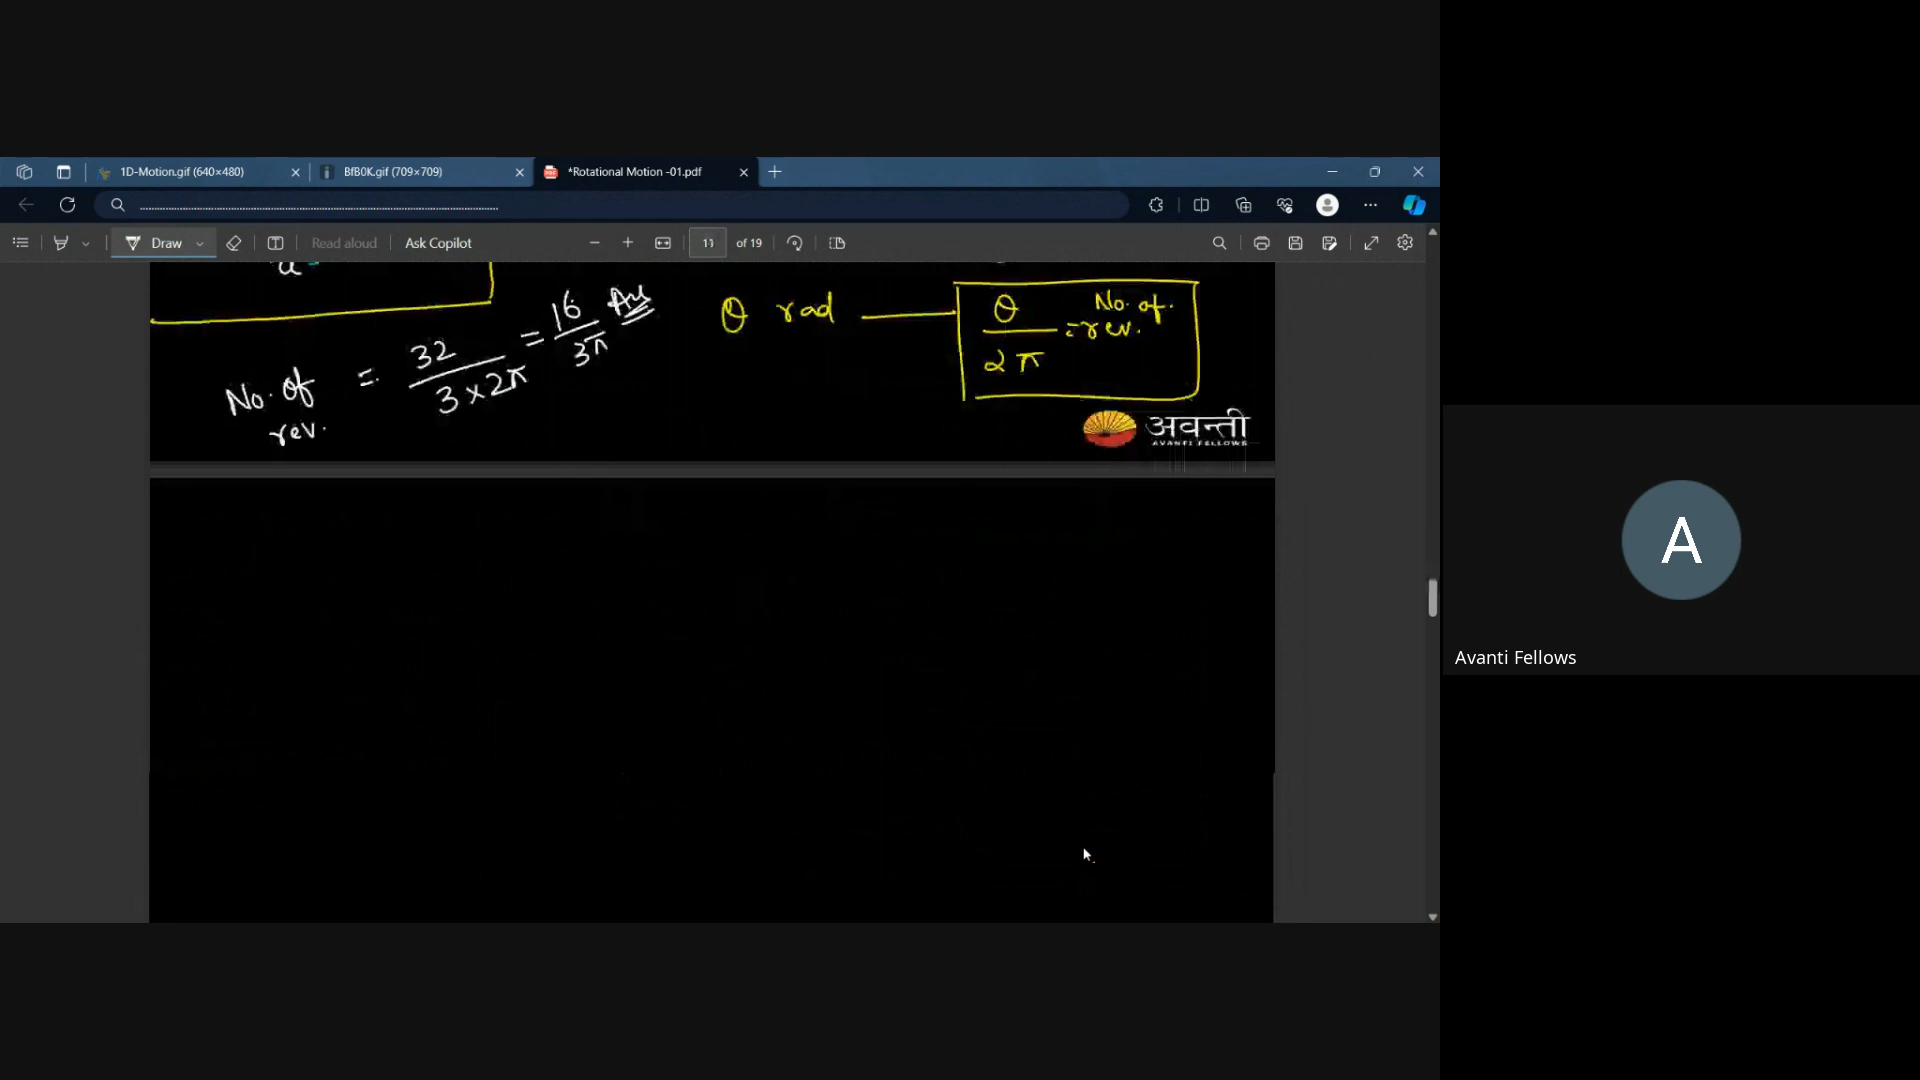 1D-Motion.gif (640×480)
BfB0K.gif (709×709)
*Rotational Motion -01.pdf
Draw
Read aloud
Ask Copilot
11 of 19
a
No. of rev. = 32 / 3×2π = 16 / 3π Ans
θ rad — θ / 2π = No. of rev.
अवन्ती
AVANTI FELLOWS
A
Avanti Fellows